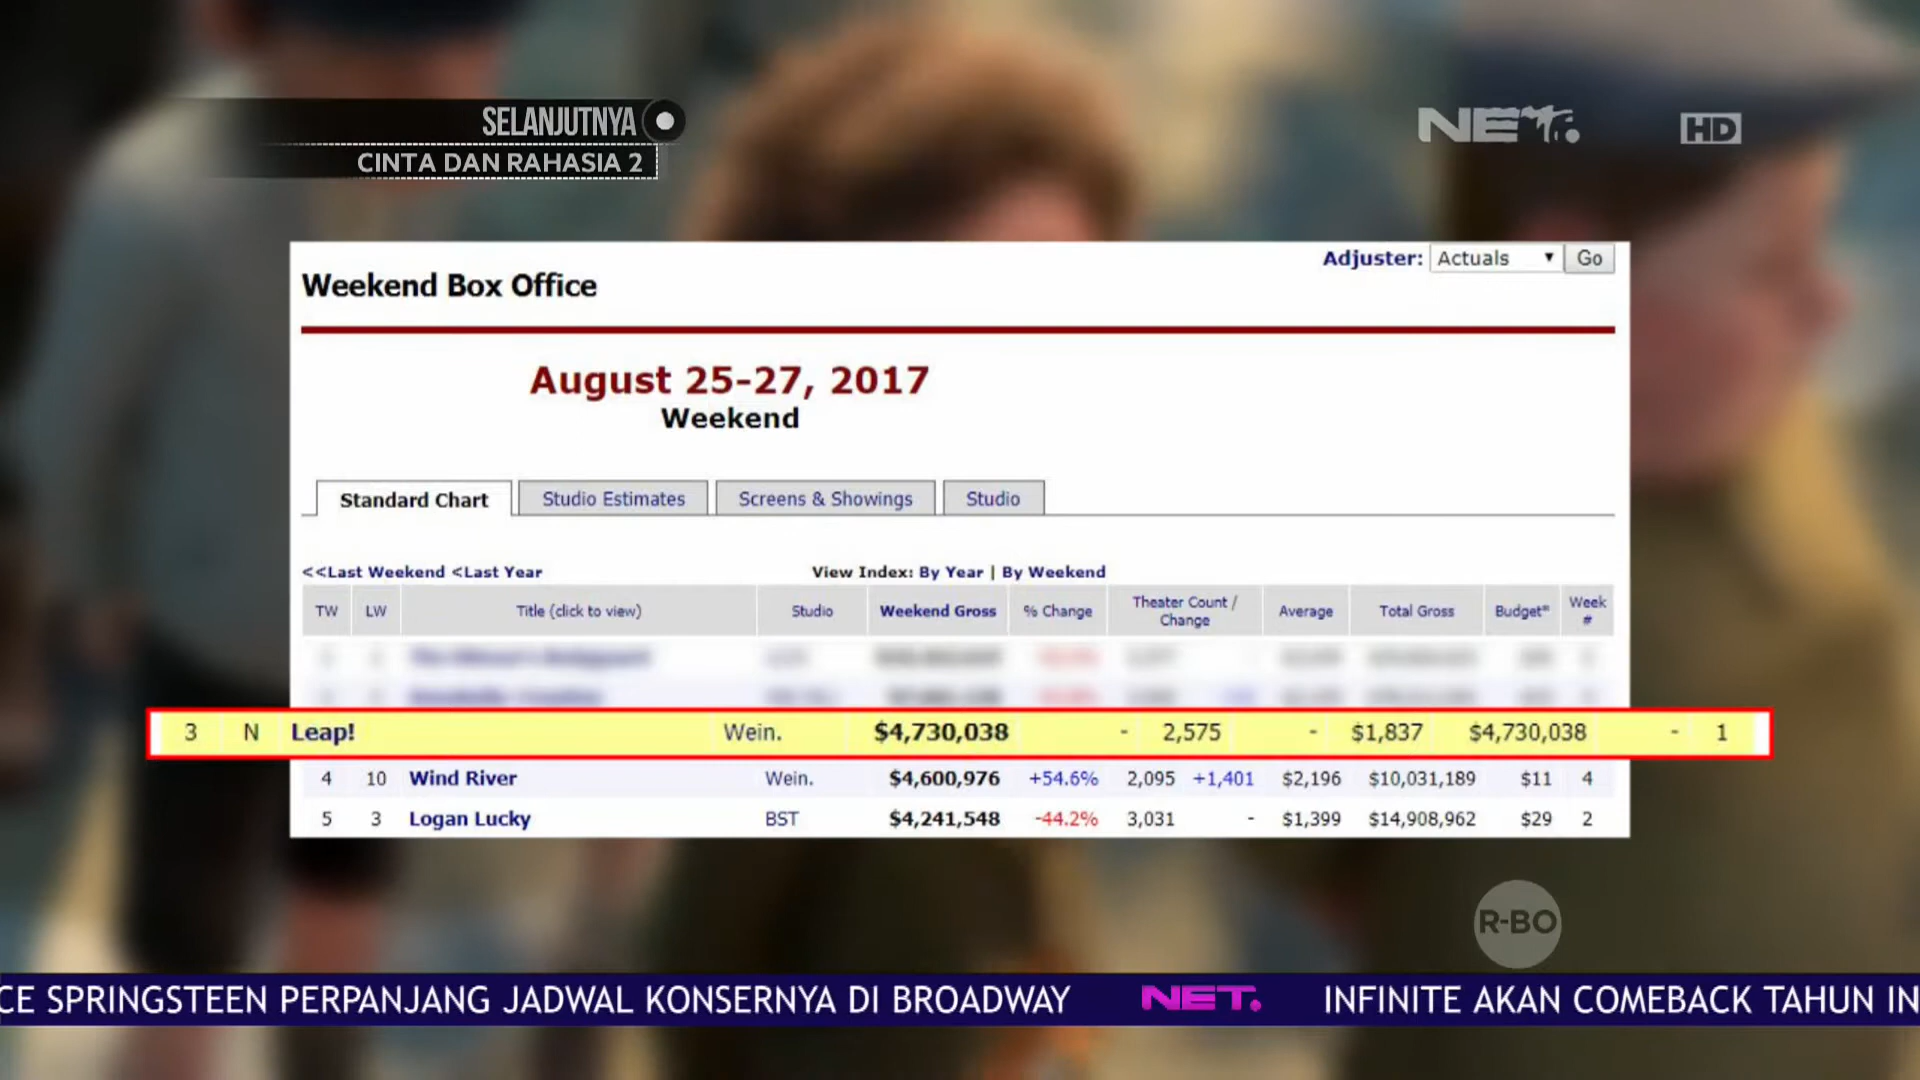 SELANJUTNYA
CINTA DAN RAHASIA 2
NET.
HD
Adjuster: Actuals ▼ Go
Weekend Box Office
August 25-27, 2017
Weekend
Standard Chart Studio Estimates Screens & Showings Studio
<<Last Weekend <Last Year View Index: By Year | By Weekend
TW LW Title (click to view) Studio Weekend Gross % Change Theater Count / Change Average Total Gross Budget* Week #
3 N Leap! Wein. $4,730,038 - 2,575 - $1,837 $4,730,038 - 1
4 10 Wind River Wein. $4,600,976 +54.6% 2,095 +1,401 $2,196 $10,031,189 $11 4
5 3 Logan Lucky BST $4,241,548 -44.2% 3,031 - $1,399 $14,908,962 $29 2
R-BO
CE SPRINGSTEEN PERPANJANG JADWAL KONSERNYA DI BROADWAY NET. INFINITE AKAN COMEBACK TAHUN IN